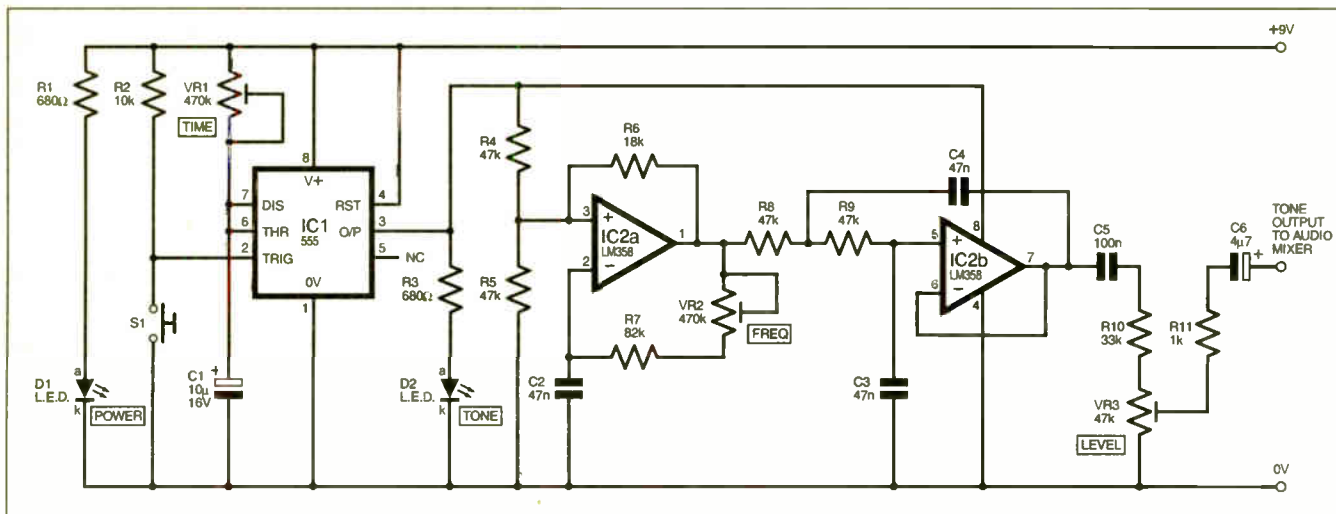 +9V
R1
680Ω
R2
10k
VR1
470k
TIME
8
V+
7
DIS
RST
4
6
THR
IC1
555
O/P
3
2
TRIG
5
NC
0V
1
S1
C1
+
10µ
16V
D1
L.E.D.
a
k
POWER
R3
680Ω
D2
L.E.D.
a
k
TONE
R4
47k
R5
47k
R6
18k
3
+
IC2a
LM358
1
2
−
R7
82k
VR2
470k
FREQ
C2
47n
R8
47k
R9
47k
C4
47n
5
+
8
IC2b
LM358
7
6
−
4
C3
47n
C5
100n
R10
33k
VR3
47k
LEVEL
R11
1k
C6
4µ7
+
TONE
OUTPUT
TO AUDIO
MIXER
0V